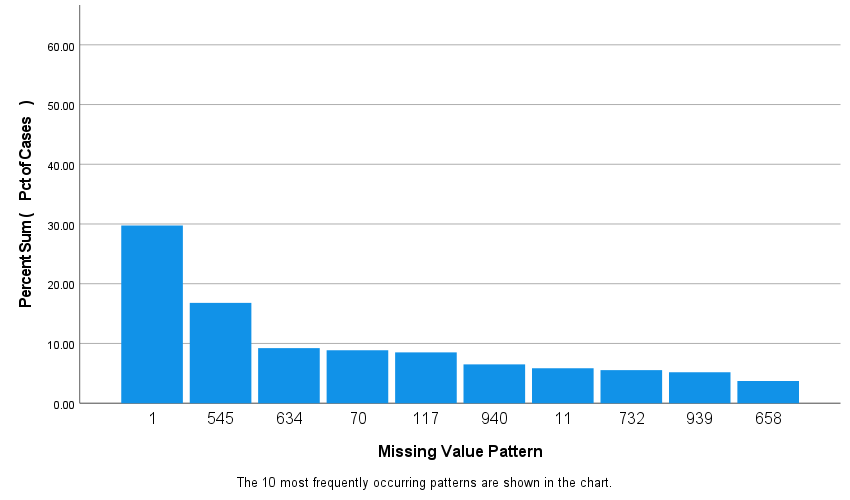 60.00
50.00
40.00
30.00
20.00
10.00
0.00
Percent Sum ( Pct of Cases )
1 545 634 70 117 940 11 732 939 658
Missing Value Pattern
The 10 most frequently occurring patterns are shown in the chart.